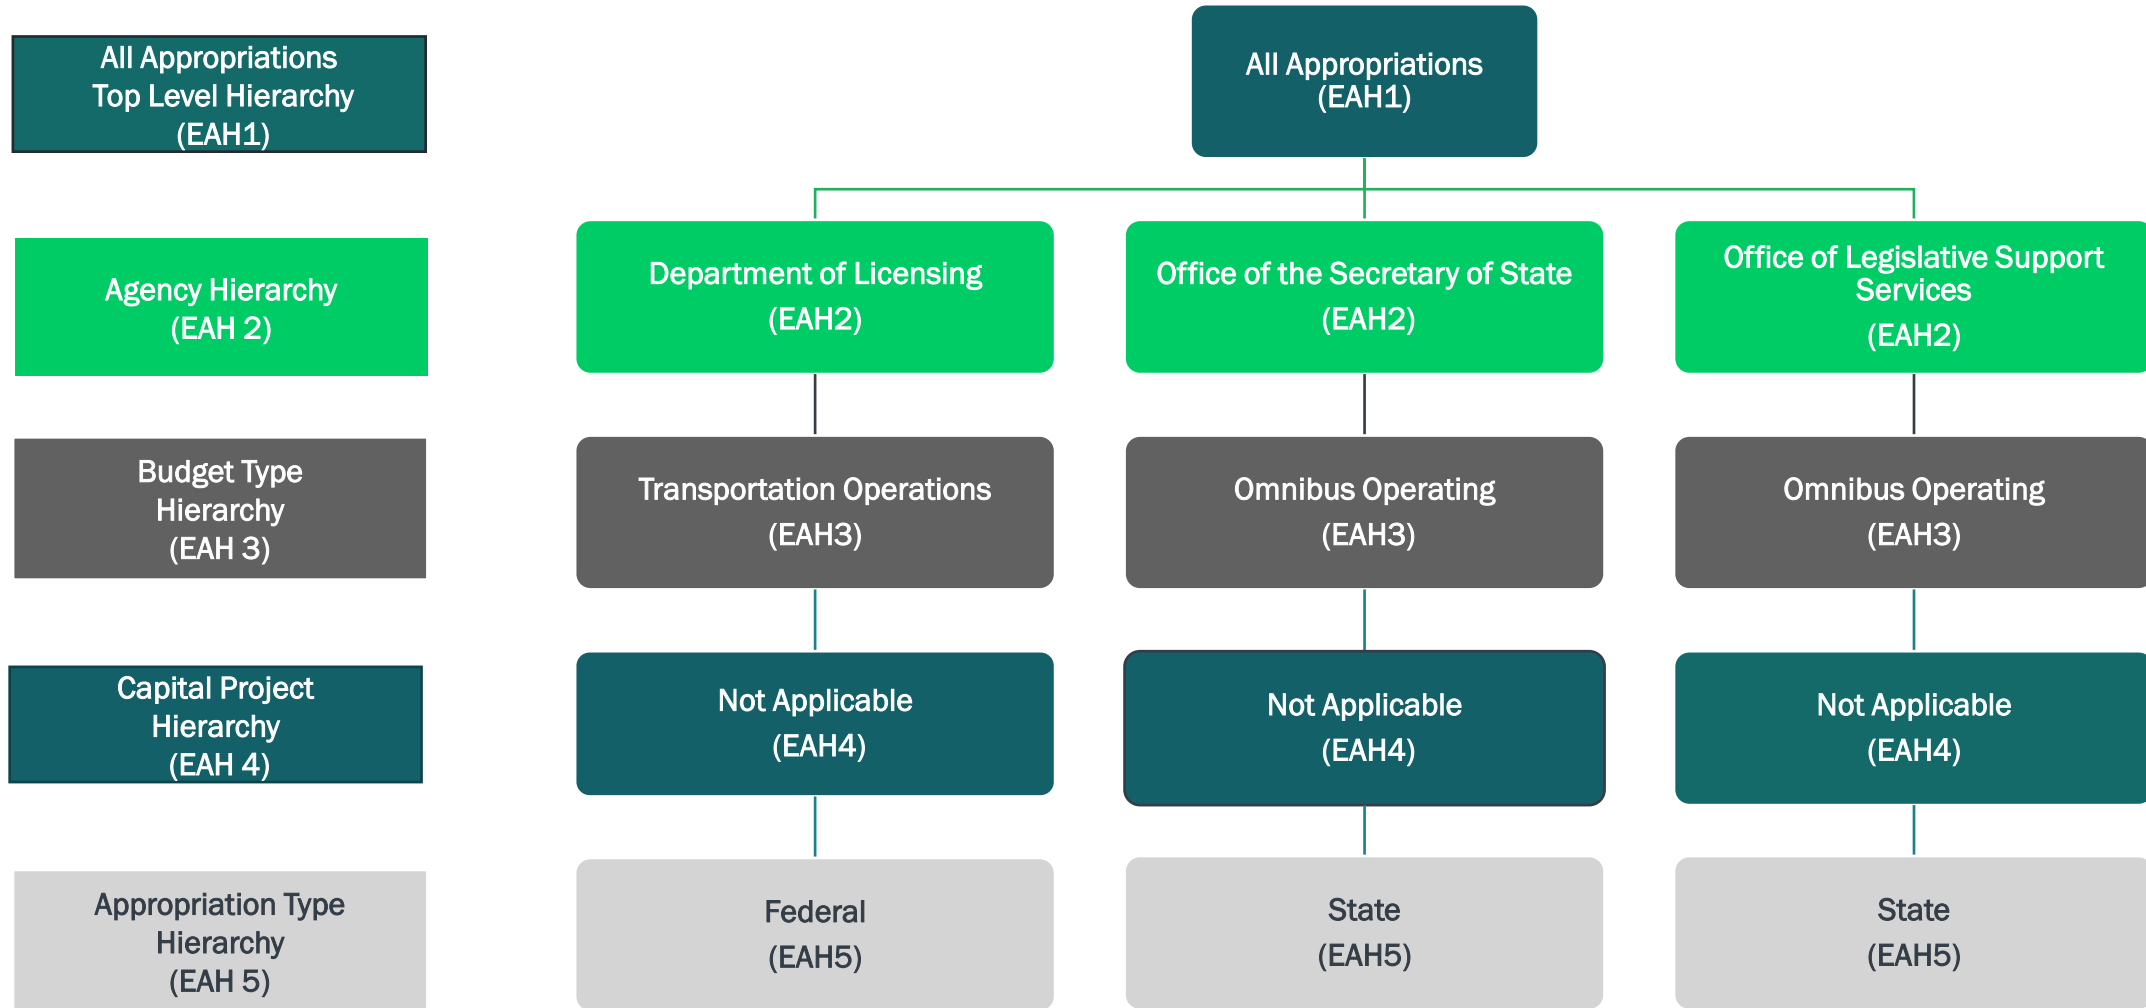 All Appropriations
Top Level Hierarchy
(EAH1)
All Appropriations
(EAH1)
Agency Hierarchy
(EAH 2)
Department of Licensing
(EAH2)
Office of the Secretary of State
(EAH2)
Office of Legislative Support
Services
(EAH2)
Budget Type
Hierarchy
(EAH 3)
Transportation Operations
(EAH3)
Omnibus Operating
(EAH3)
Omnibus Operating
(EAH3)
Capital Project
Hierarchy
(EAH 4)
Not Applicable
(EAH4)
Not Applicable
(EAH4)
Not Applicable
(EAH4)
Appropriation Type
Hierarchy
(EAH 5)
Federal
(EAH5)
State
(EAH5)
State
(EAH5)